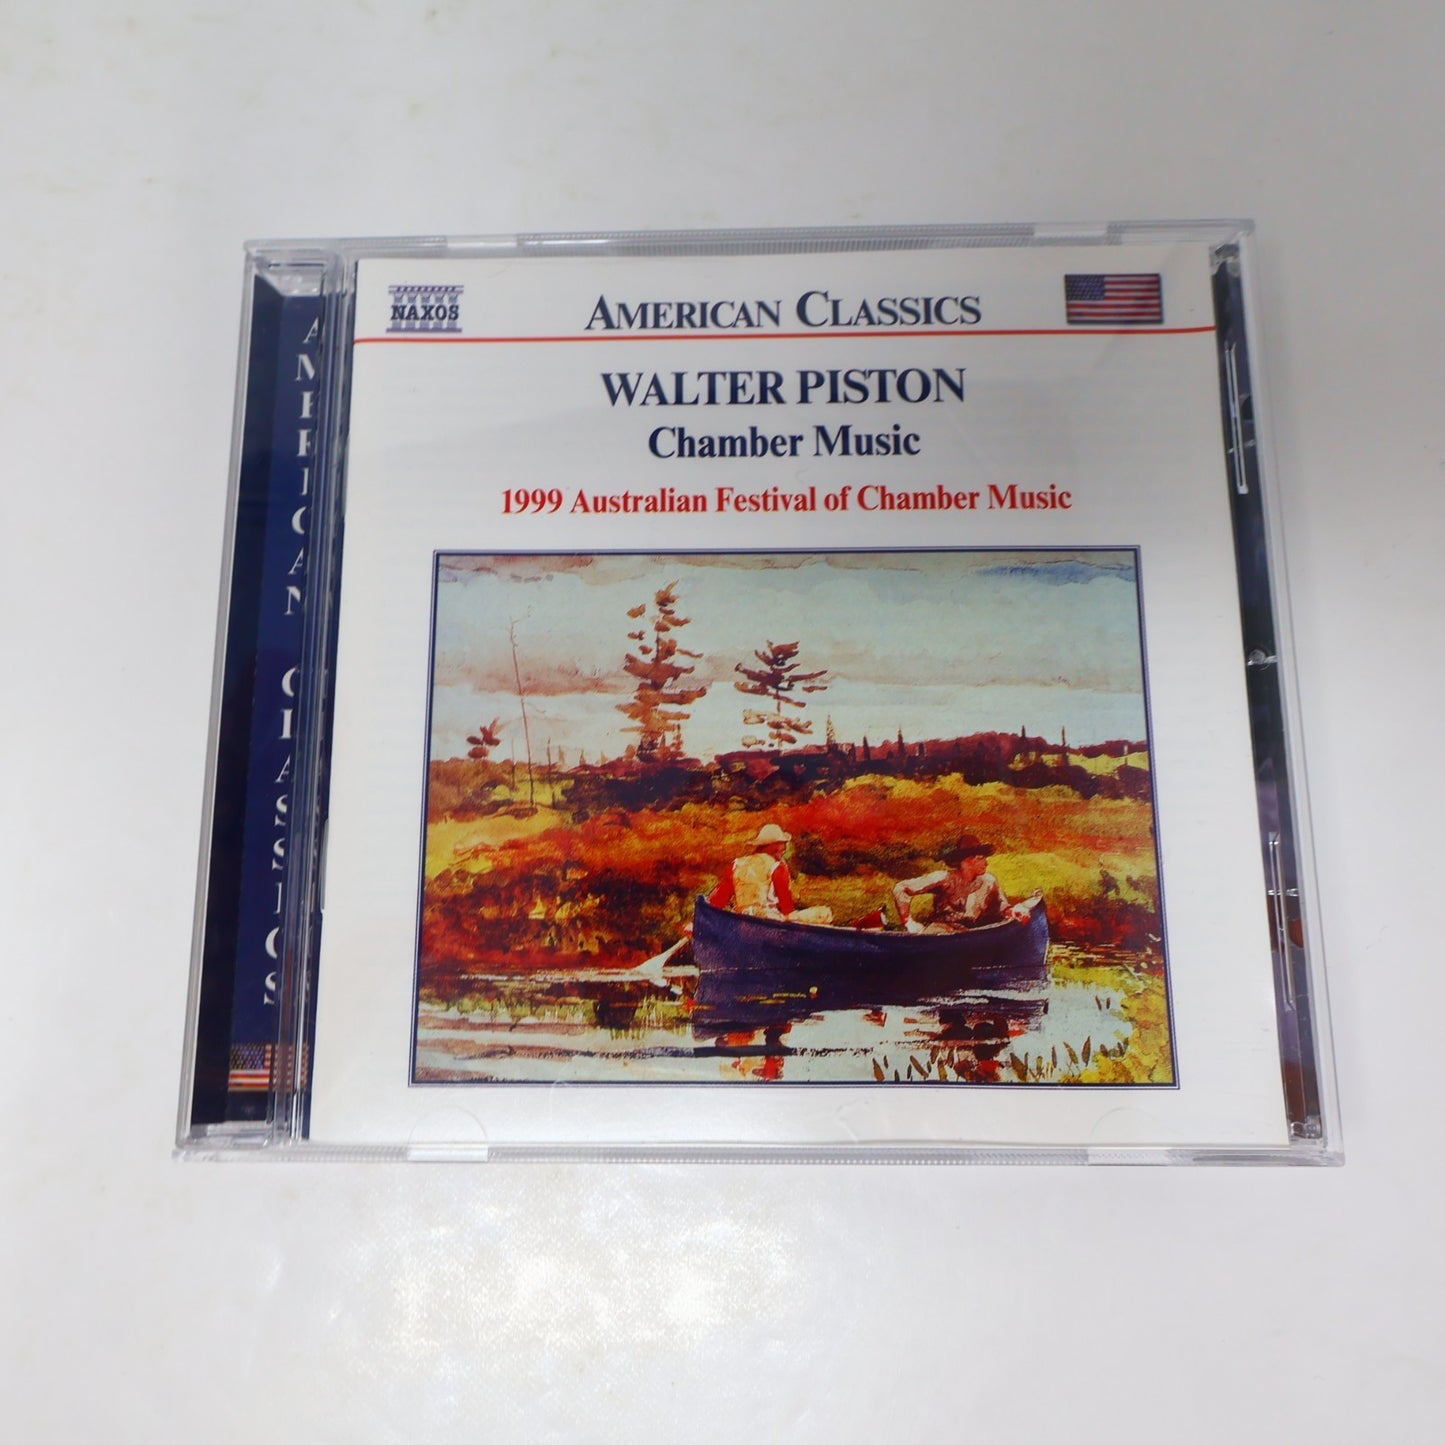 NAXOS
AMERICAN CLASSICS
WALTER PISTON
Chamber Music
1999 Australian Festival of Chamber Music
AMERICAN CLASSICS